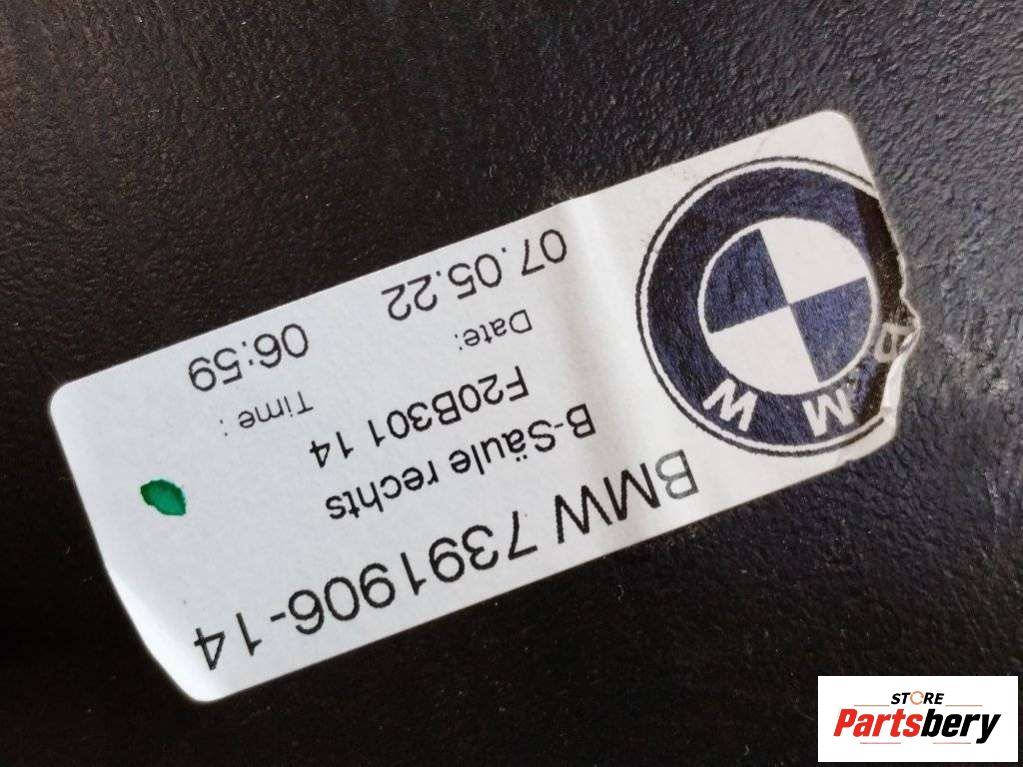 BMW 7391906-14
B-Säule rechts
F20B301 14
Date:
Time :
07.05.22
06:59
BMW
STORE
Partsbery